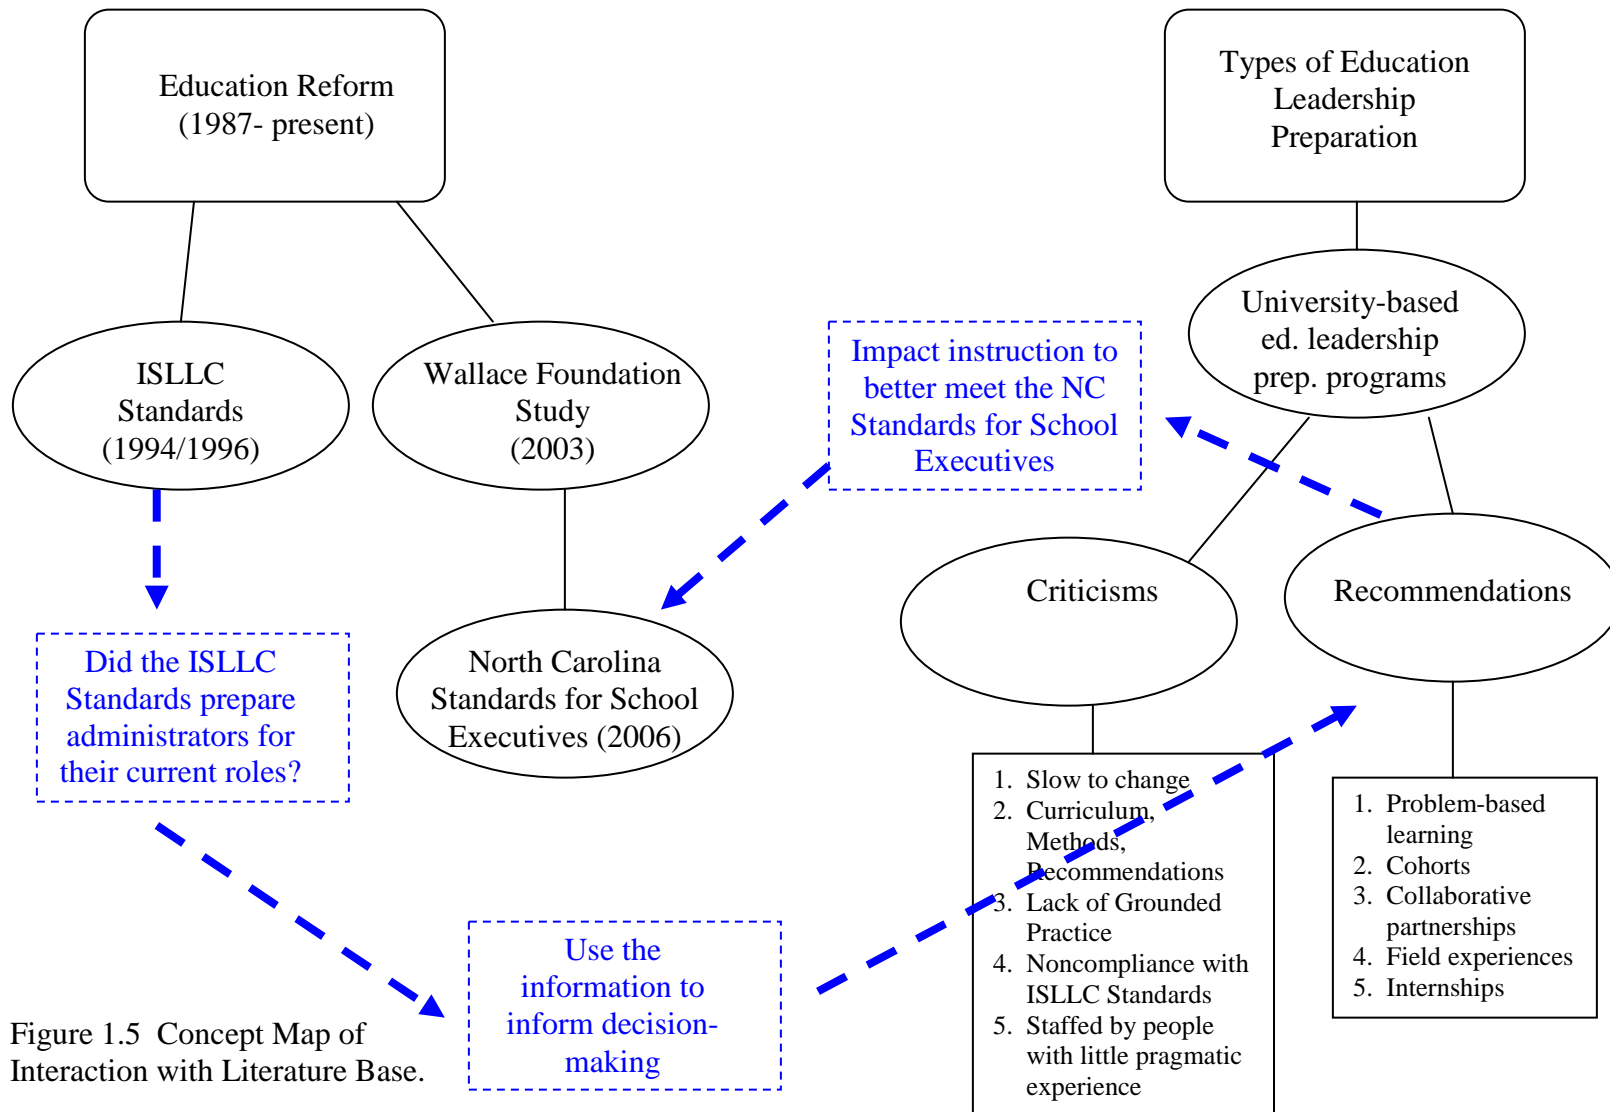 Education Reform
(1987- present)
Types of Education
Leadership
Preparation
ISLLC
Standards
(1994/1996)
Wallace Foundation
Study
(2003)
Impact instruction to
better meet the NC
Standards for School
Executives
University-based
ed. leadership
prep. programs
Did the ISLLC
Standards prepare
administrators for
their current roles?
North Carolina
Standards for School
Executives (2006)
Criticisms
Recommendations
1. Slow to change
2. Curriculum,
Methods,
Recommendations
3. Lack of Grounded
Practice
4. Noncompliance with
ISLLC Standards
5. Staffed by people
with little pragmatic
experience
1. Problem-based
learning
2. Cohorts
3. Collaborative
partnerships
4. Field experiences
5. Internships
Use the
information to
inform decision-
making
Figure 1.5 Concept Map of
Interaction with Literature Base.